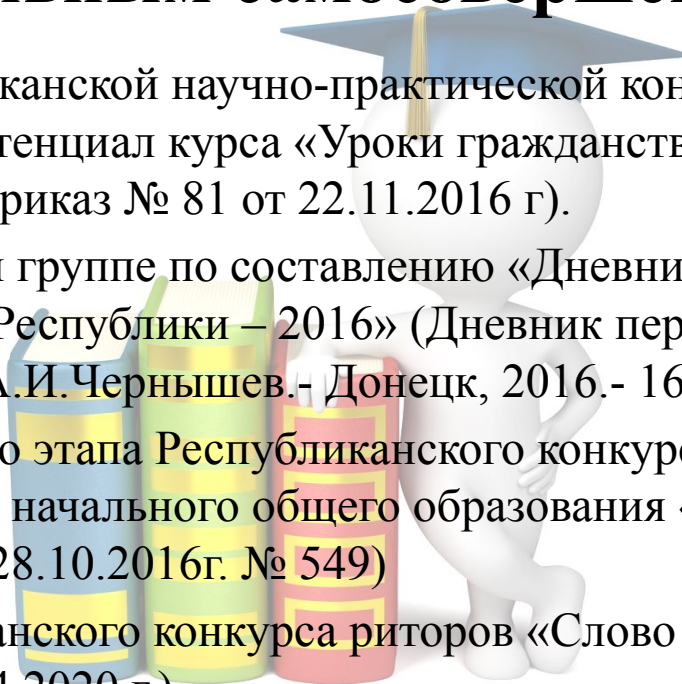 канской научно-практической кон
тенциал курса «Уроки гражданств
риказ № 81 от 22.11.2016 г).
группе по составлению «Дневни
Республики – 2016» (Дневник пер
А.И.Чернышев.- Донецк, 2016.- 16
о этапа Республиканского конкур
начального общего образования «
28.10.2016г. № 549)
анского конкурса риторов «Слово